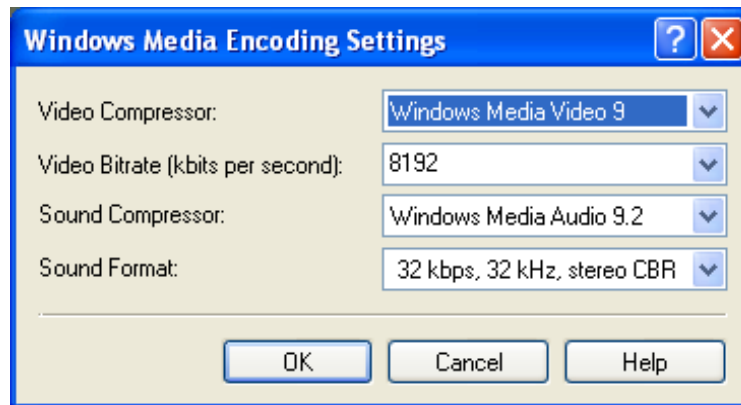 Windows Media Encoding Settings
?
Video Compressor: Windows Media Video 9
Video Bitrate (kbits per second): 8192
Sound Compressor: Windows Media Audio 9.2
Sound Format: 32 kbps, 32 kHz, stereo CBR
OK Cancel Help